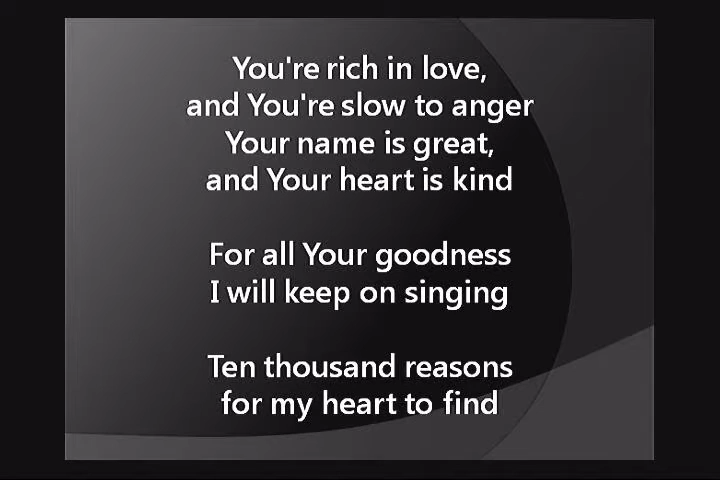 You're rich in love,
and You're slow to anger
Your name is great,
and Your heart is kind
For all Your goodness
I will keep on singing
Ten thousand reasons
for my heart to find